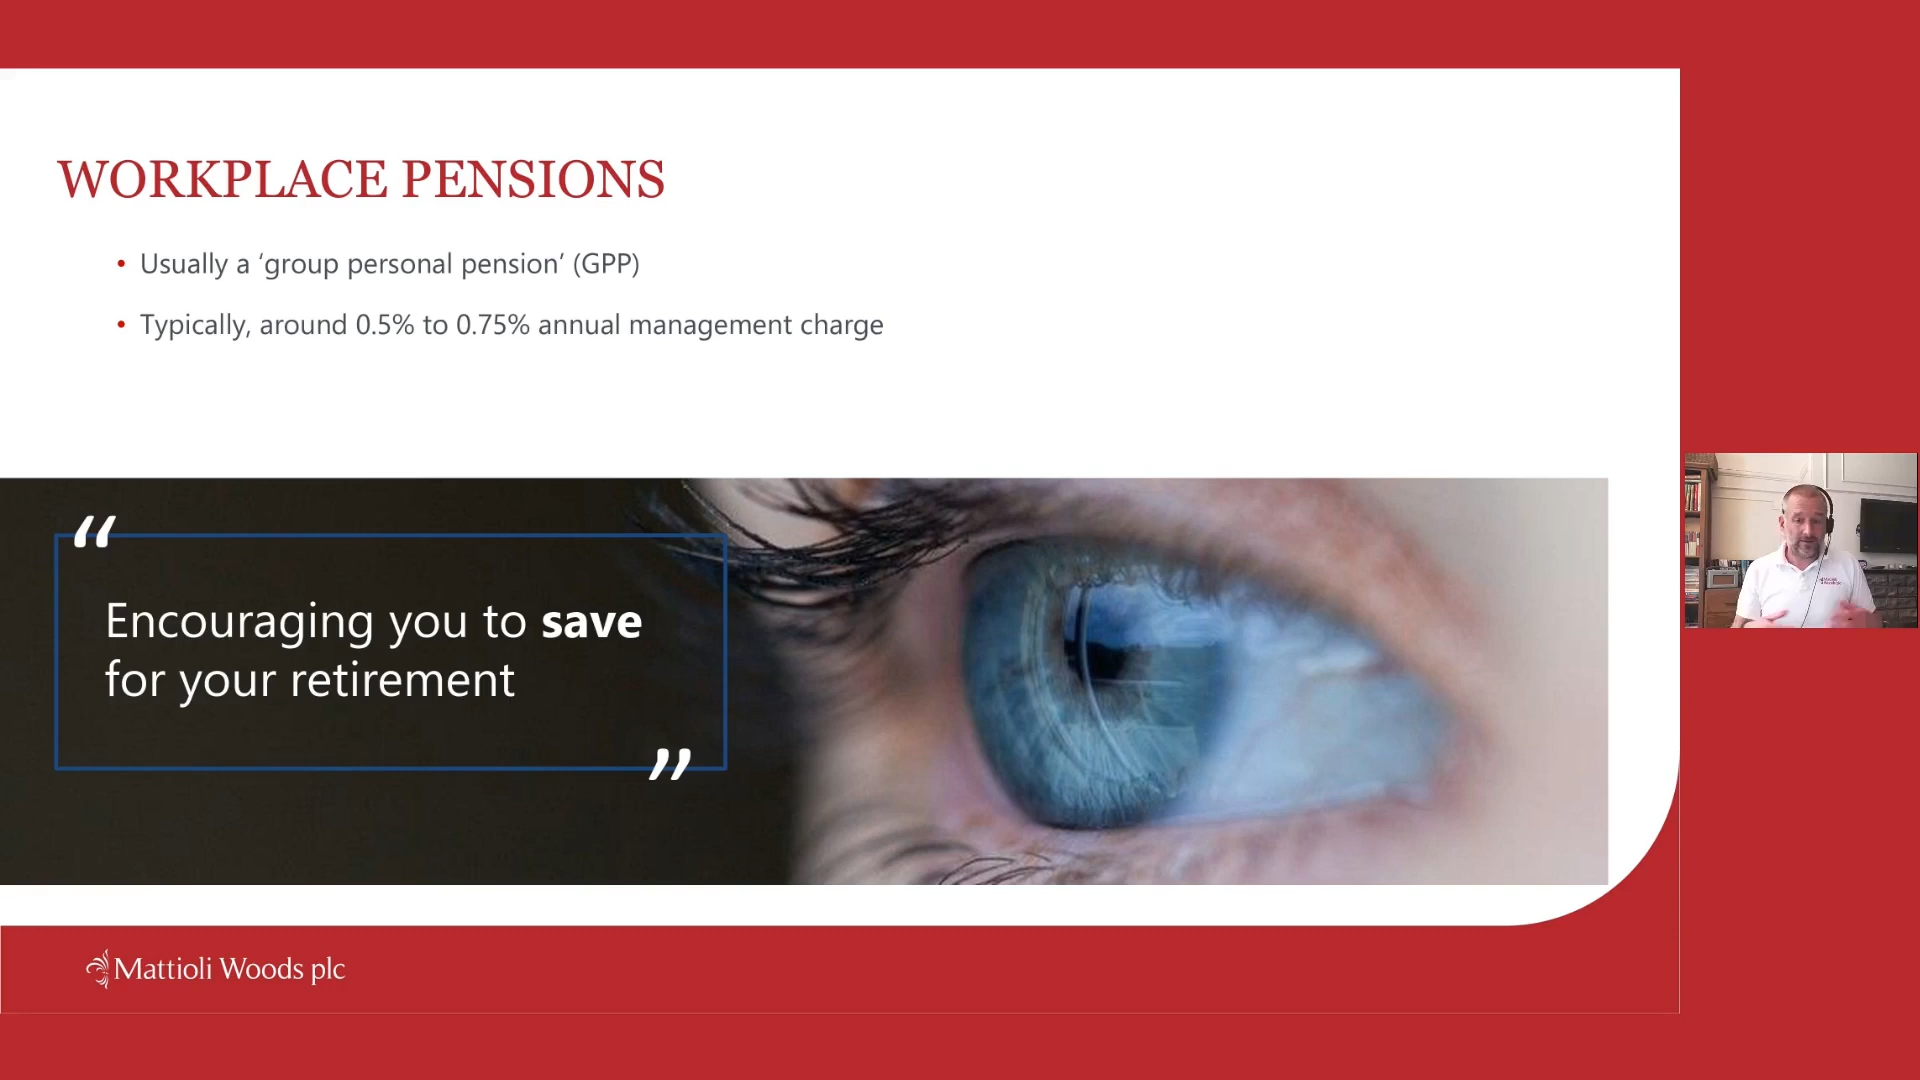 WORKPLACE PENSIONS
• Usually a ‘group personal pension’ (GPP)
• Typically, around 0.5% to 0.75% annual management charge
“
Encouraging you to save
for your retirement
”
Mattioli Woods plc